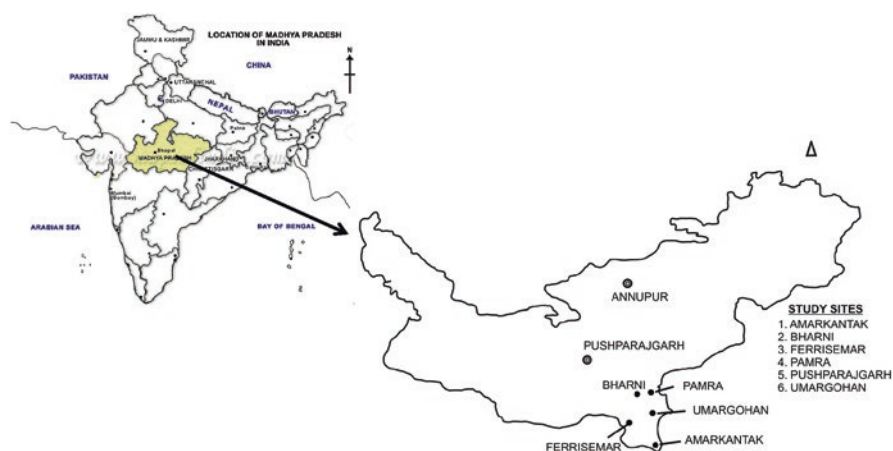 LOCATION OF MADHYA PRADESH
IN INDIA
N
JAMMU & KASHMIR
CHINA
PAKISTAN
UTTARANCHAL
DELHI
NEPAL
BHUTAN
Patna
Bhopal
MADHYA PRADESH
JHARKHAND
CHHATTISGARH
Mumbai
(Bombay)
ARABIAN SEA
BAY OF BENGAL
ANNUPUR
STUDY SITES
1. AMARKANTAK
2. BHARNI
3. FERRISEMAR
4. PAMRA
5. PUSHPARAJGARH
6. UMARGOHAN
PUSHPARAJGARH
BHARNI
PAMRA
UMARGOHAN
FERRISEMAR
AMARKANTAK